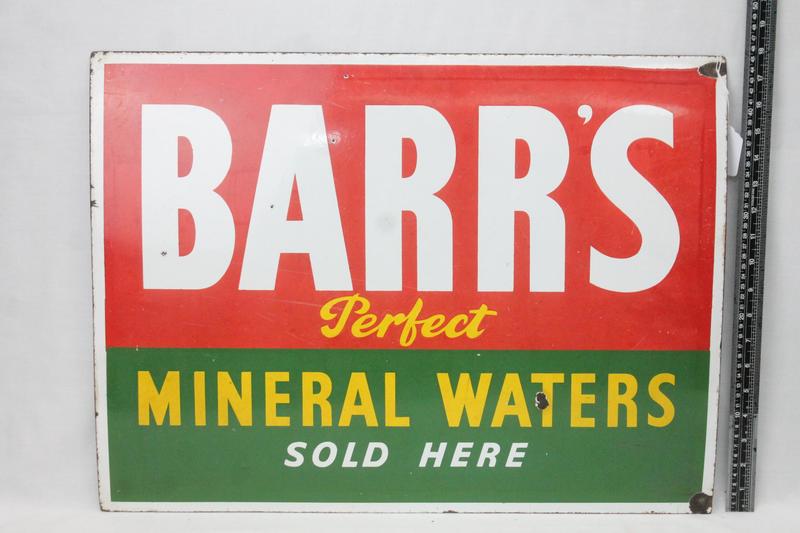 BARR'S
Perfect
MINERAL WATERS
SOLD HERE